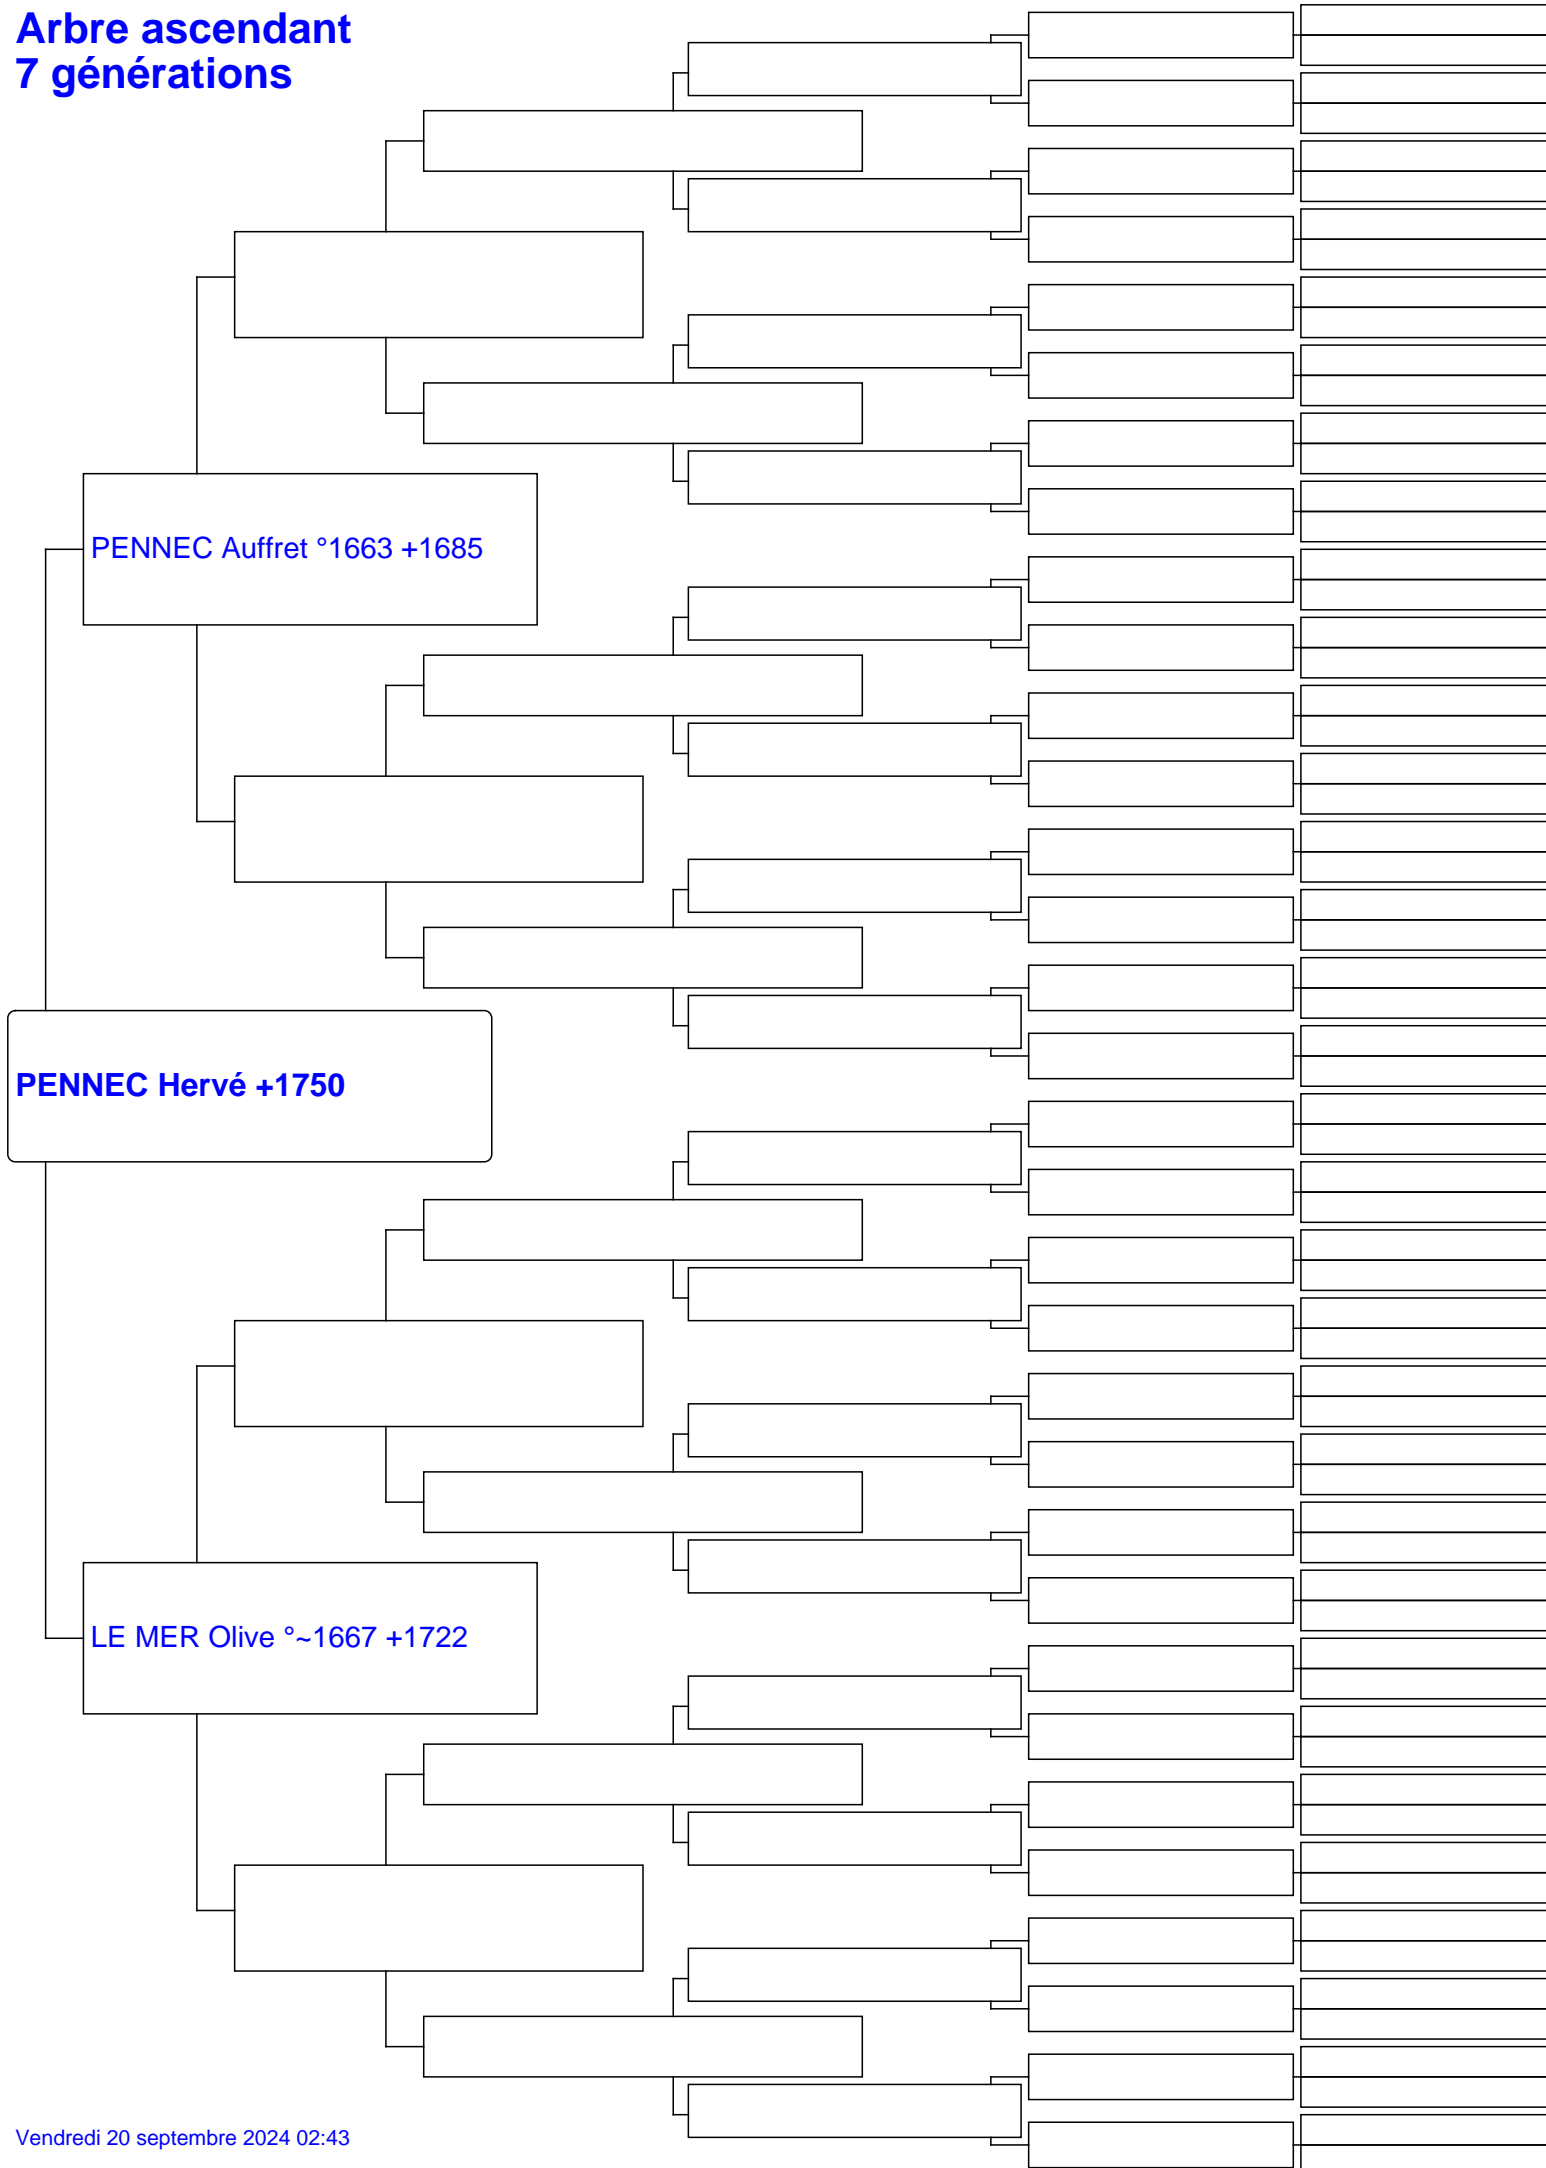 Arbre ascendant
7 générations
PENNEC Auffret °1663 +1685
PENNEC Hervé +1750
LE MER Olive °~1667 +1722
Vendredi 20 septembre 2024 02:43